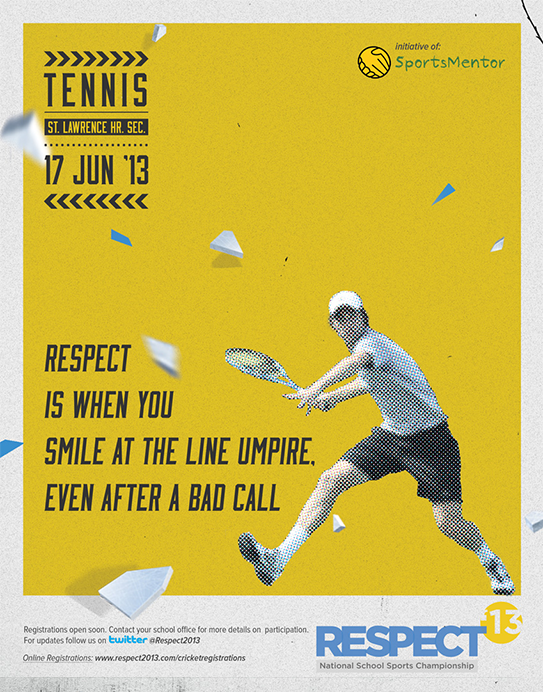 TENNIS
ST. LAWRENCE HR. SEC.
17 JUN '13
initiative of:
SportsMentor
RESPECT
IS WHEN YOU
SMILE AT THE LINE UMPIRE,
EVEN AFTER A BAD CALL
Registrations open soon. Contact your school office for more details on participation.
For updates follow us on twitter @Respect2013
Online Registrations: www.respect2013.com/cricketregistrations
RESPECT '13
National School Sports Championship